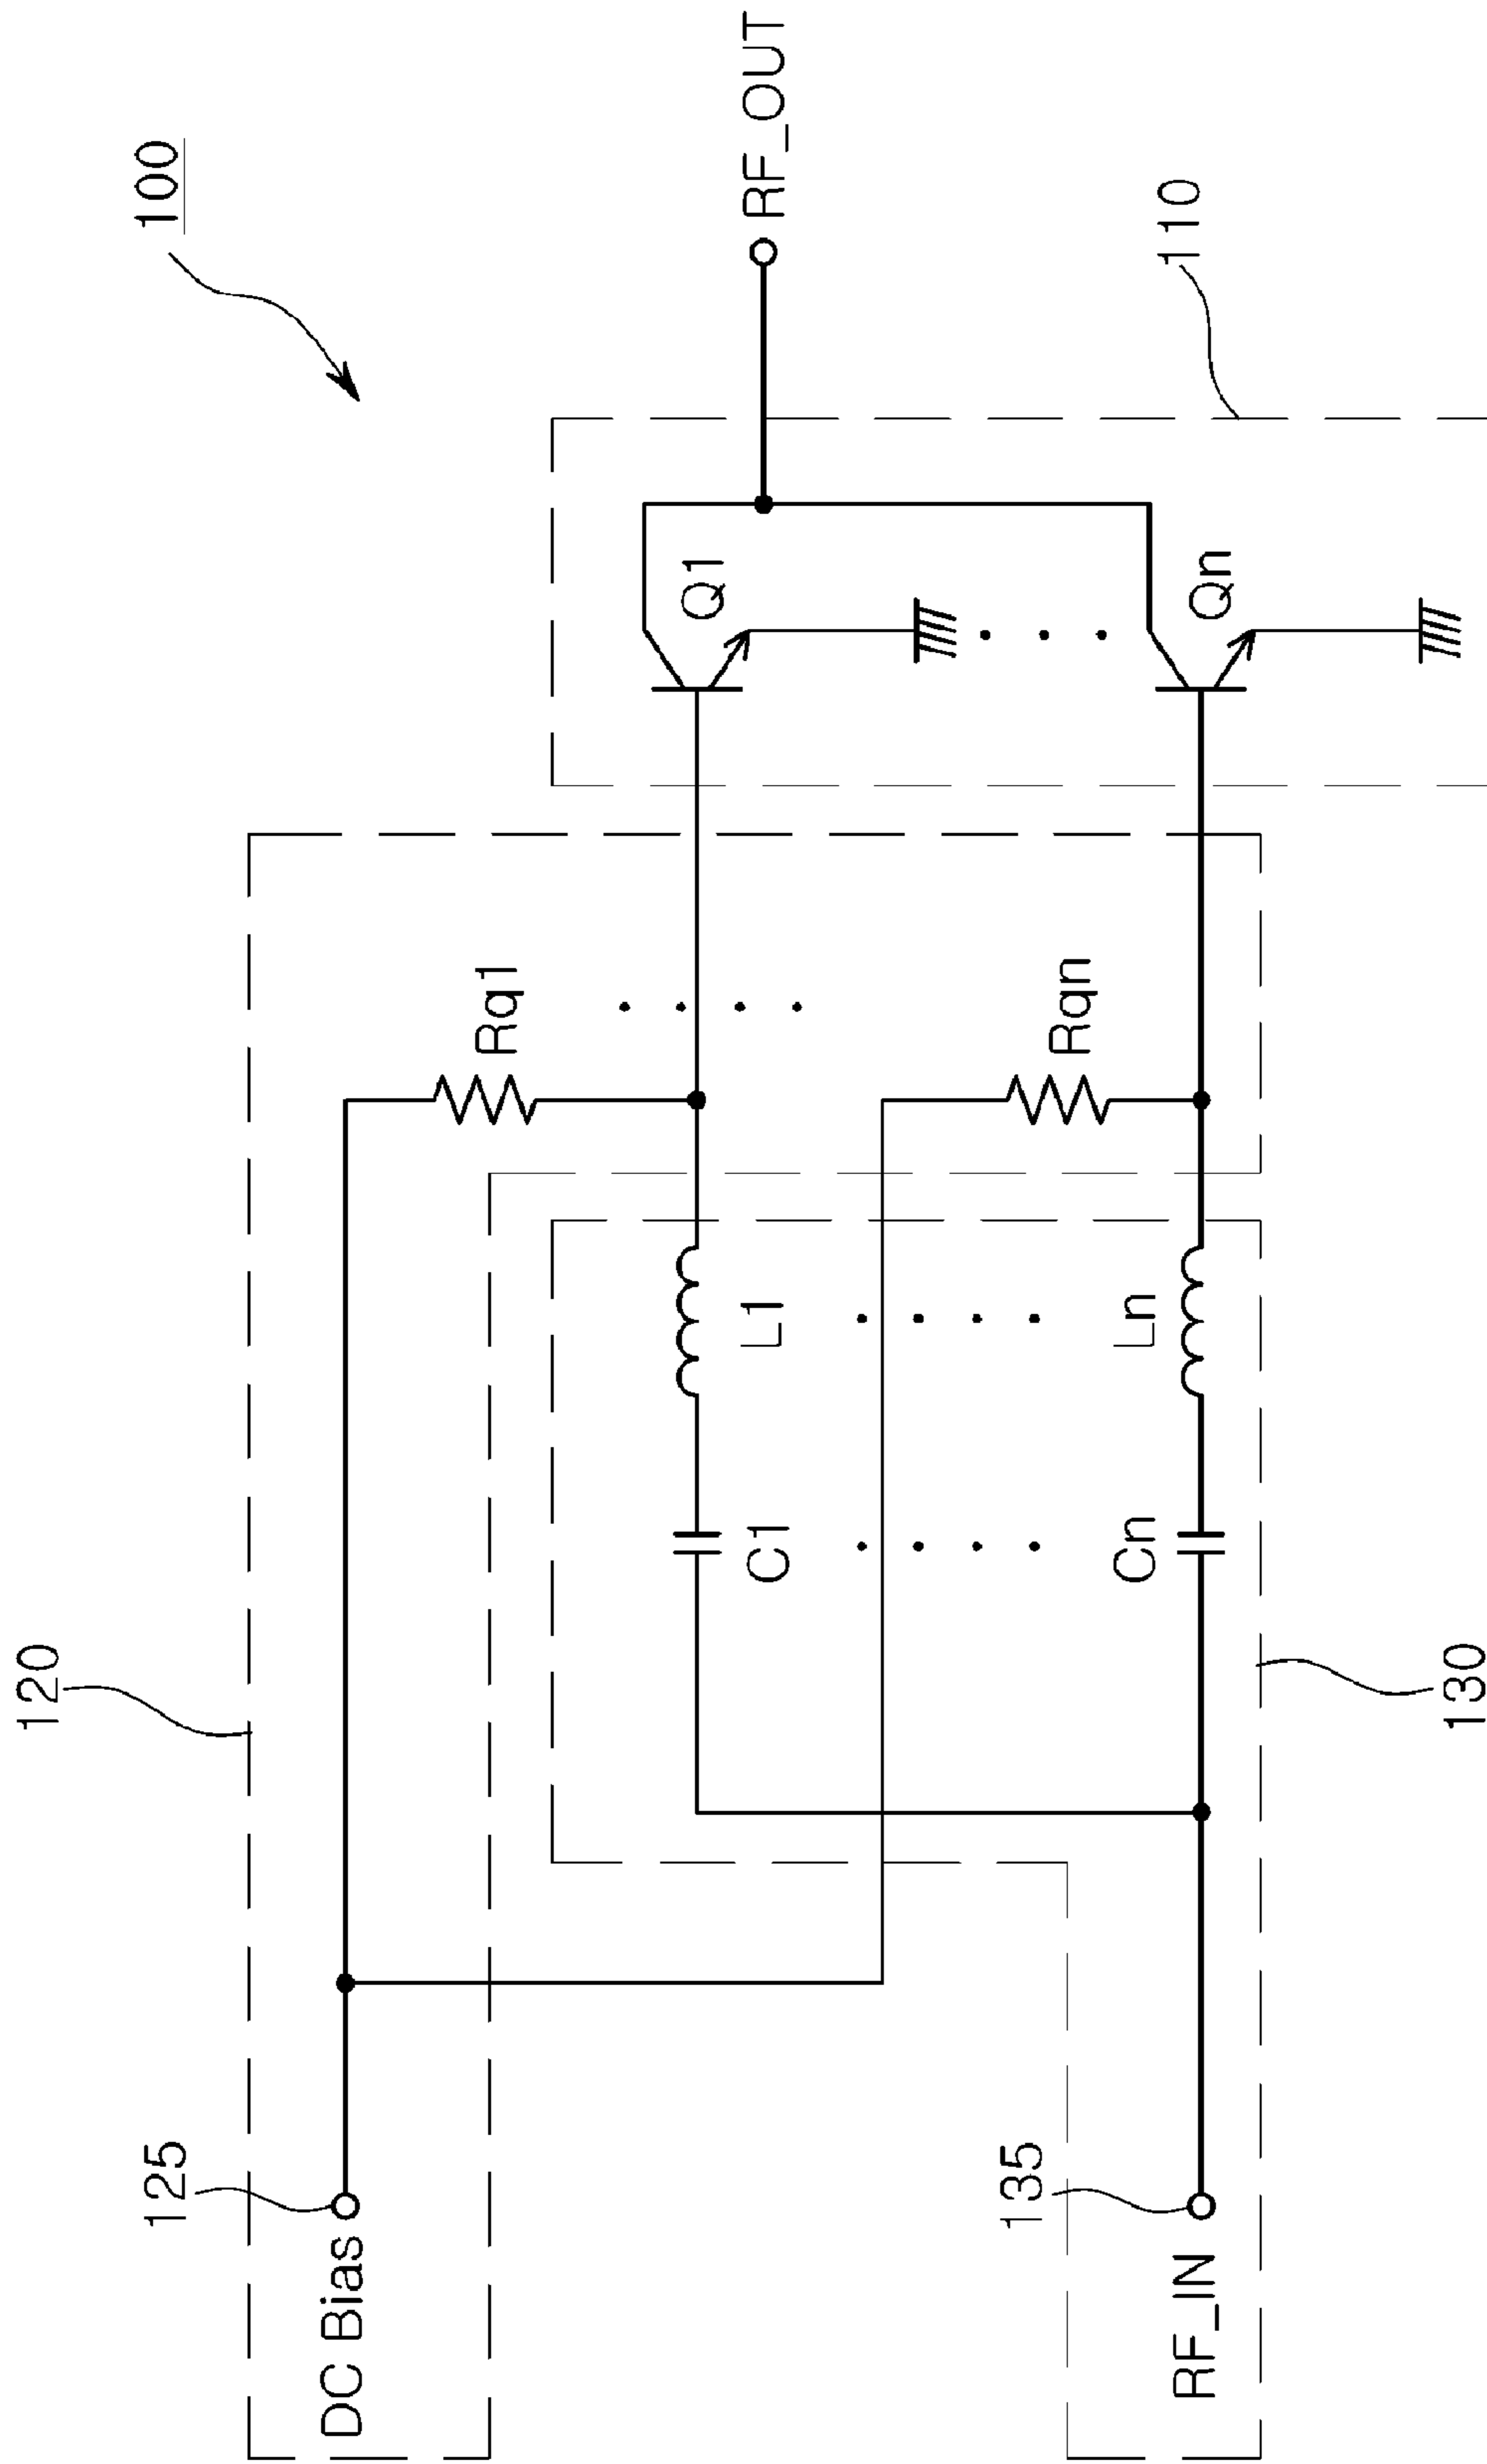 100
120
125
DC Bias
Rq1
Q1
RF_OUT
L1
C1
Rqn
Qn
110
Ln
Cn
135
RF_IN
130